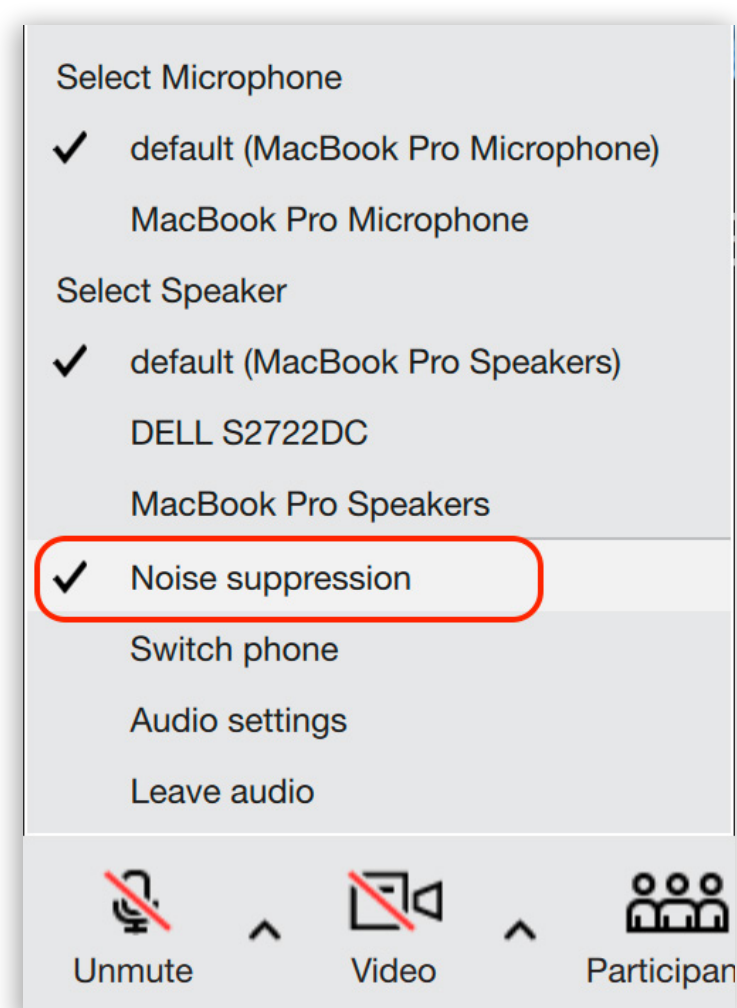 Select Microphone
default (MacBook Pro Microphone)
MacBook Pro Microphone
Select Speaker
default (MacBook Pro Speakers)
DELL S2722DC
MacBook Pro Speakers
Noise suppression
Switch phone
Audio settings
Leave audio
Unmute Video Participan